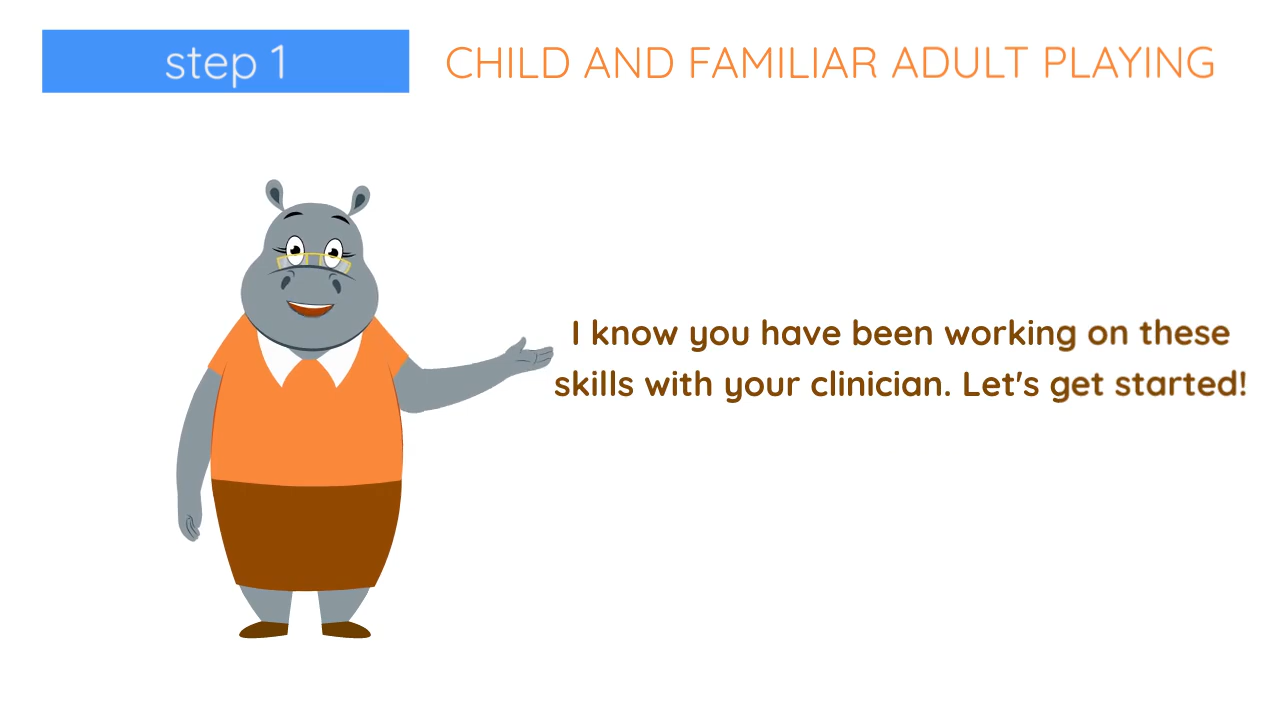 step 1
CHILD AND FAMILIAR ADULT PLAYING
I know you have been working on these
skills with your clinician. Let's get started!